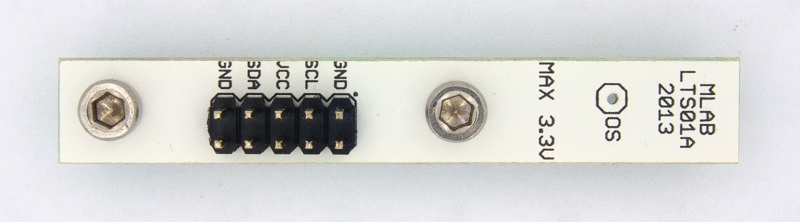 GND
SDA
VCC
SCL
GND
MAX 3.3V
OS
MLAB
LTS01A
2013